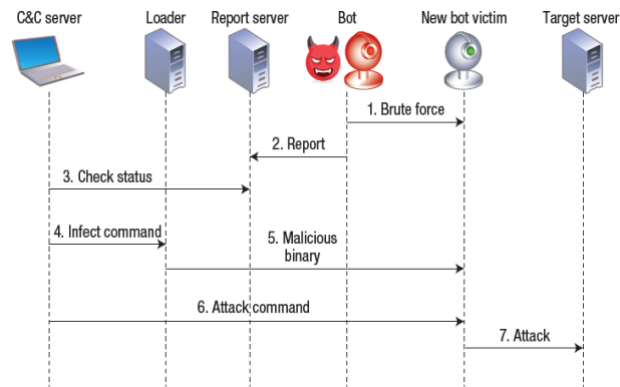 C&C server
Loader
Report server
Bot
New bot victim
Target server
1. Brute force
2. Report
3. Check status
4. Infect command
5. Malicious
binary
6. Attack command
7. Attack